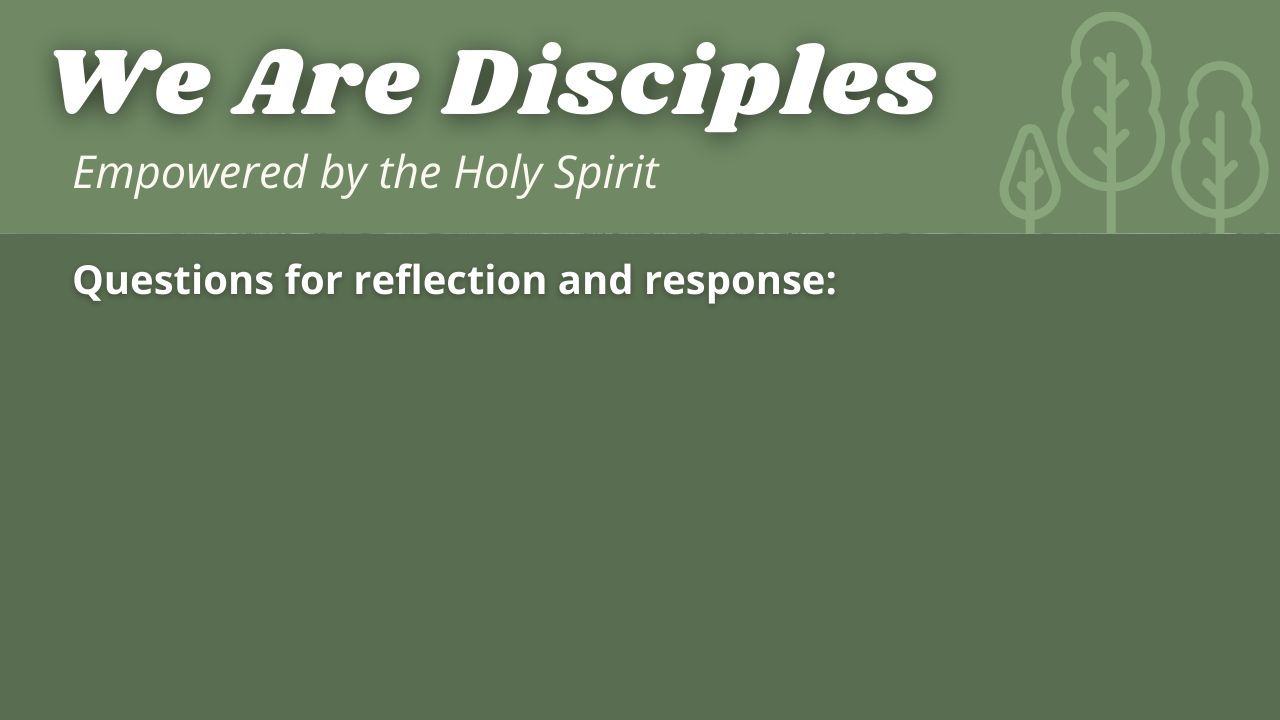 We Are Disciples
Empowered by the Holy Spirit
Questions for reflection and response: